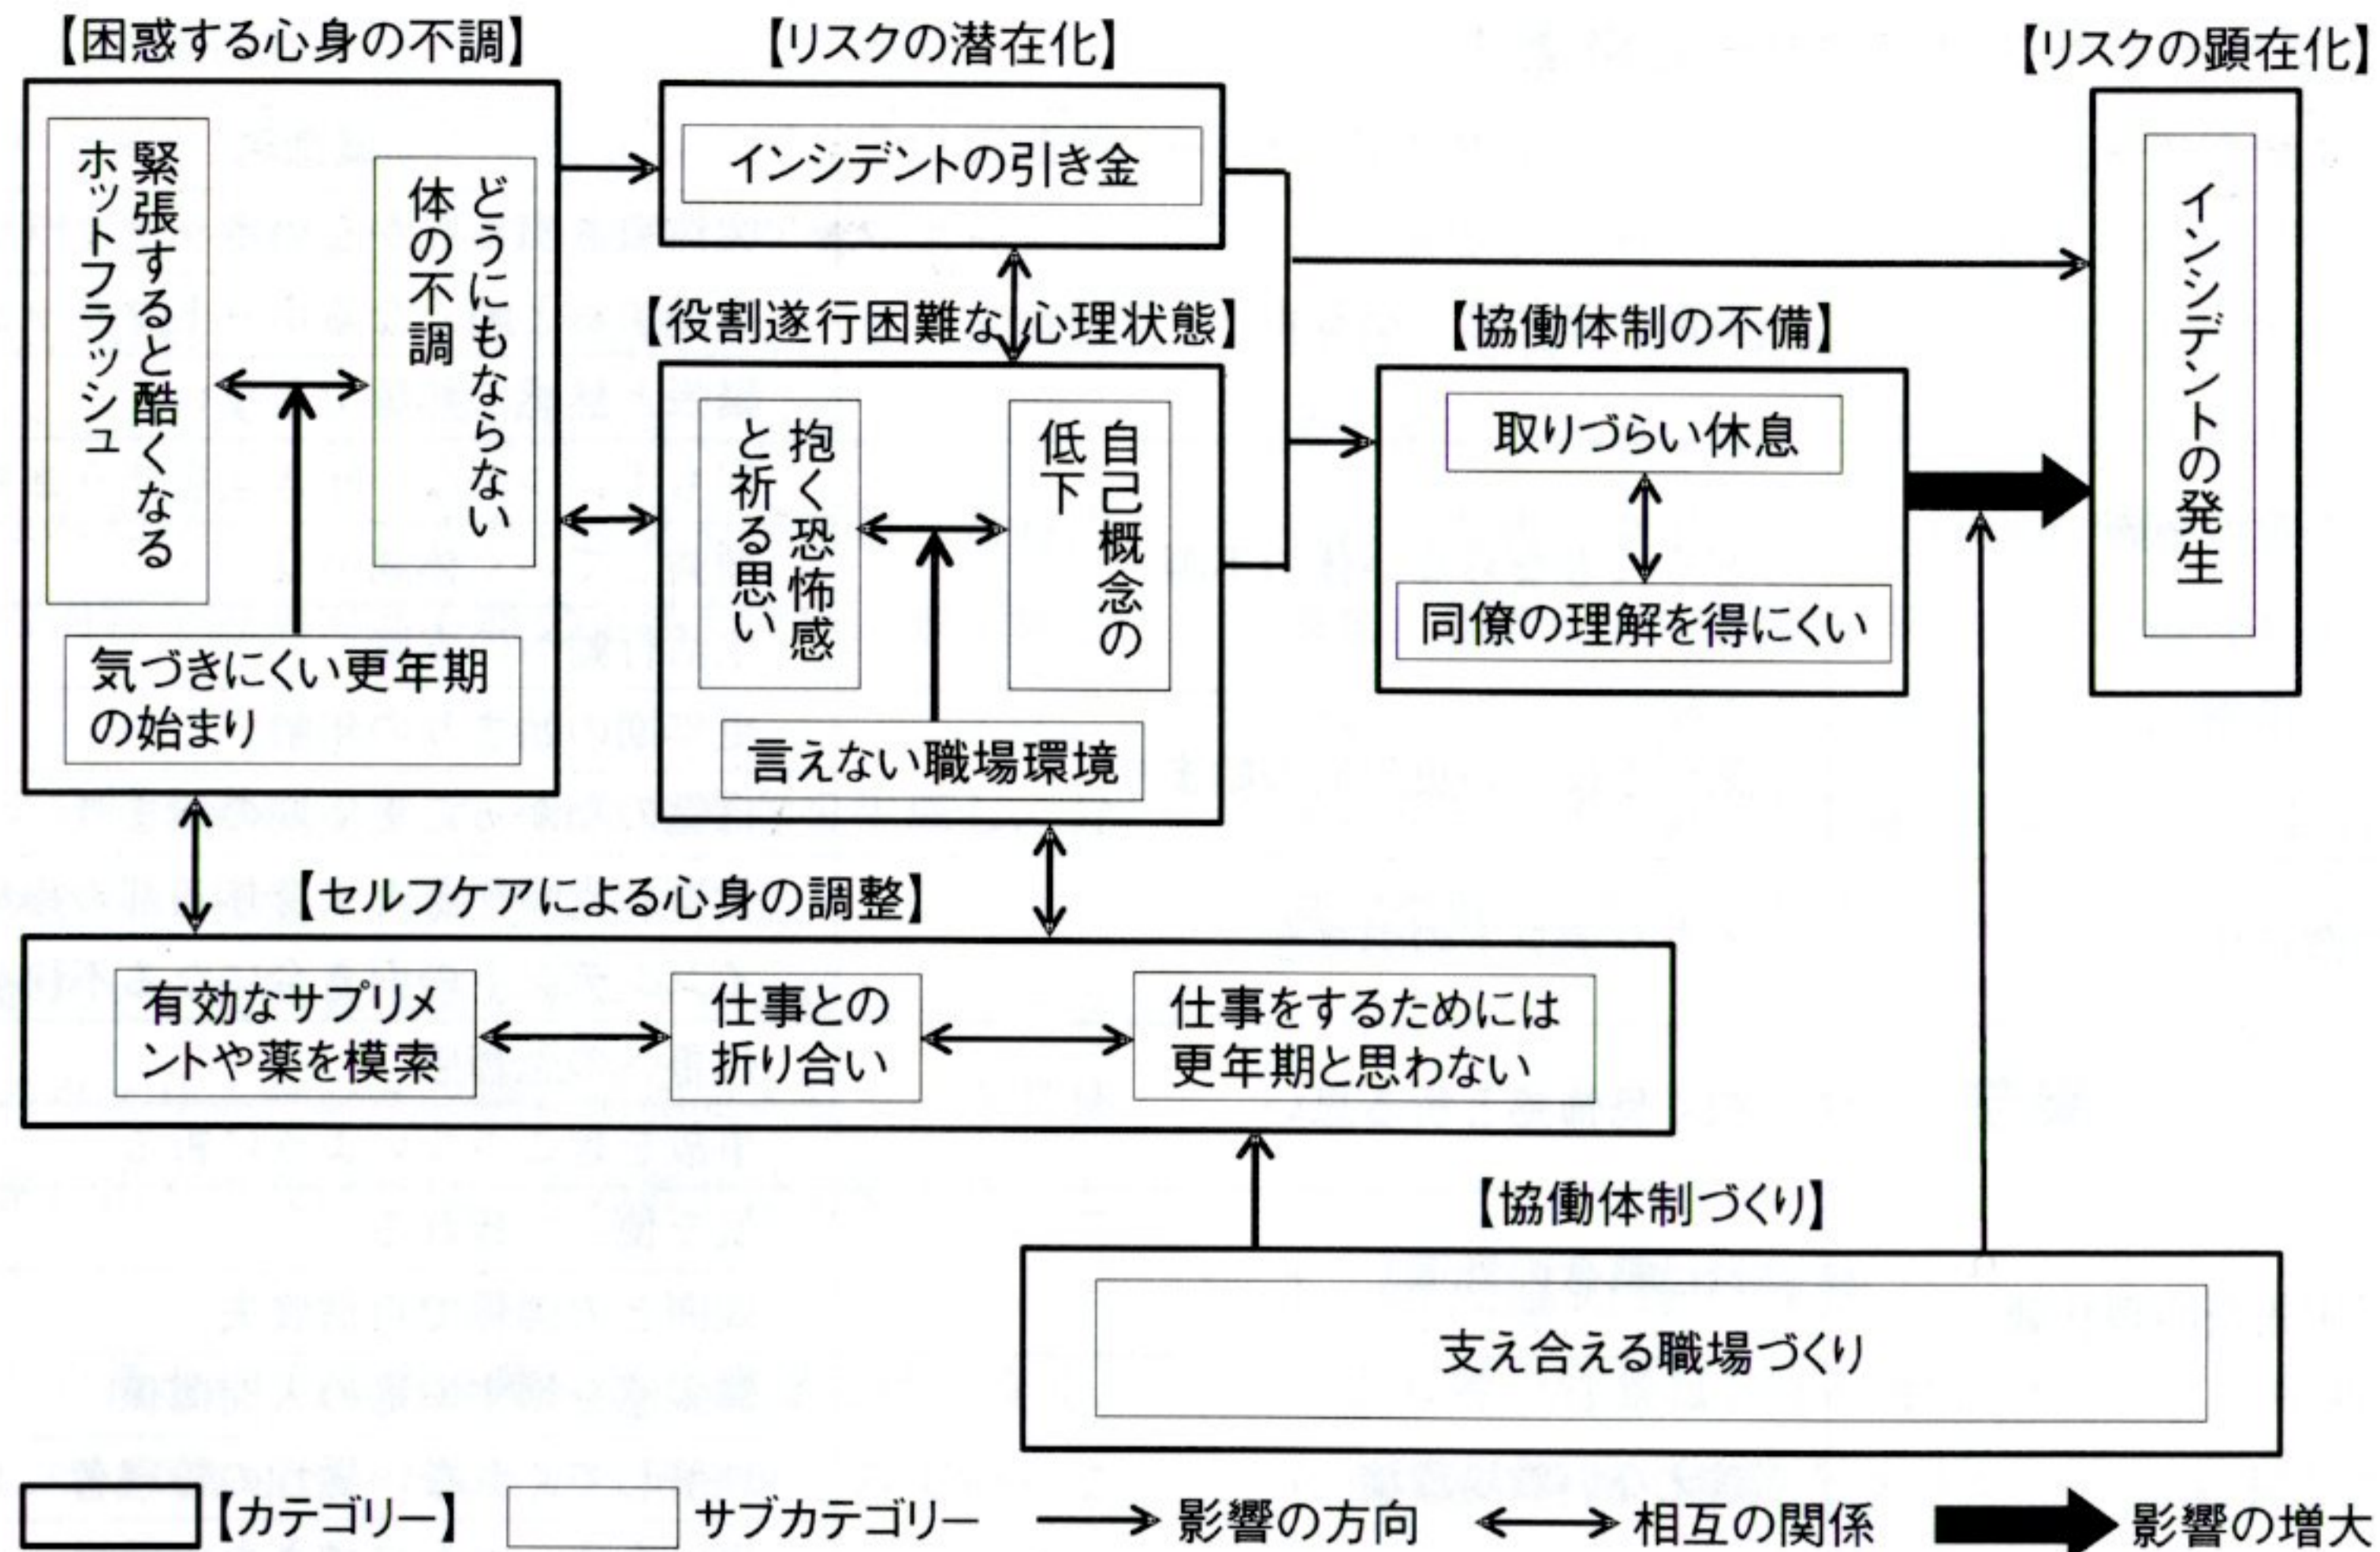 【困惑する心身の不調】
緊張すると酷くなる
ホットフラッシュ
どうにもならない
体の不調
気づきにくい更年期
の始まり
【リスクの潜在化】
インシデントの引き金
【役割遂行困難な心理状態】
抱く恐怖感
と祈る思い
自己概念の
低下
言えない職場環境
【協働体制の不備】
取りづらい休息
同僚の理解を得にくい
【リスクの顕在化】
インシデントの発生
【セルフケアによる心身の調整】
有効なサプリメ
ントや薬を模索
仕事との
折り合い
仕事をするためには
更年期と思わない
【協働体制づくり】
支え合える職場づくり
【カテゴリー】
サブカテゴリー
影響の方向
相互の関係
影響の増大